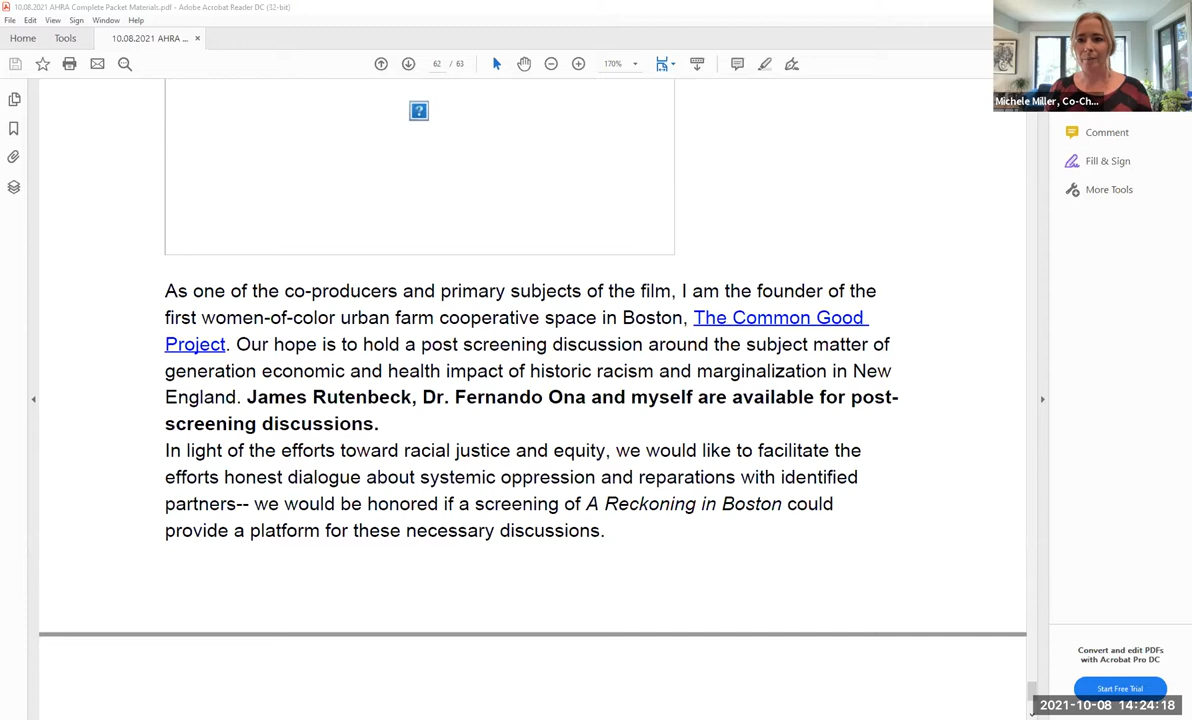 10.08.2021 AHRA Complete Packet Materials.pdf - Adobe Acrobat Reader DC (32-bit)
File Edit View Sign Window Help
Home Tools 10.08.2021 AHRA ... ×
62 / 63 170%
?
Michele Miller, Co-Ch...
Comment
Fill & Sign
More Tools
As one of the co-producers and primary subjects of the film, I am the founder of the
first women-of-color urban farm cooperative space in Boston, The Common Good
Project. Our hope is to hold a post screening discussion around the subject matter of
generation economic and health impact of historic racism and marginalization in New
England. James Rutenbeck, Dr. Fernando Ona and myself are available for post-
screening discussions.
In light of the efforts toward racial justice and equity, we would like to facilitate the
efforts honest dialogue about systemic oppression and reparations with identified
partners-- we would be honored if a screening of A Reckoning in Boston could
provide a platform for these necessary discussions.
Convert and edit PDFs
with Acrobat Pro DC
Start Free Trial
2021-10-08 14:24:18